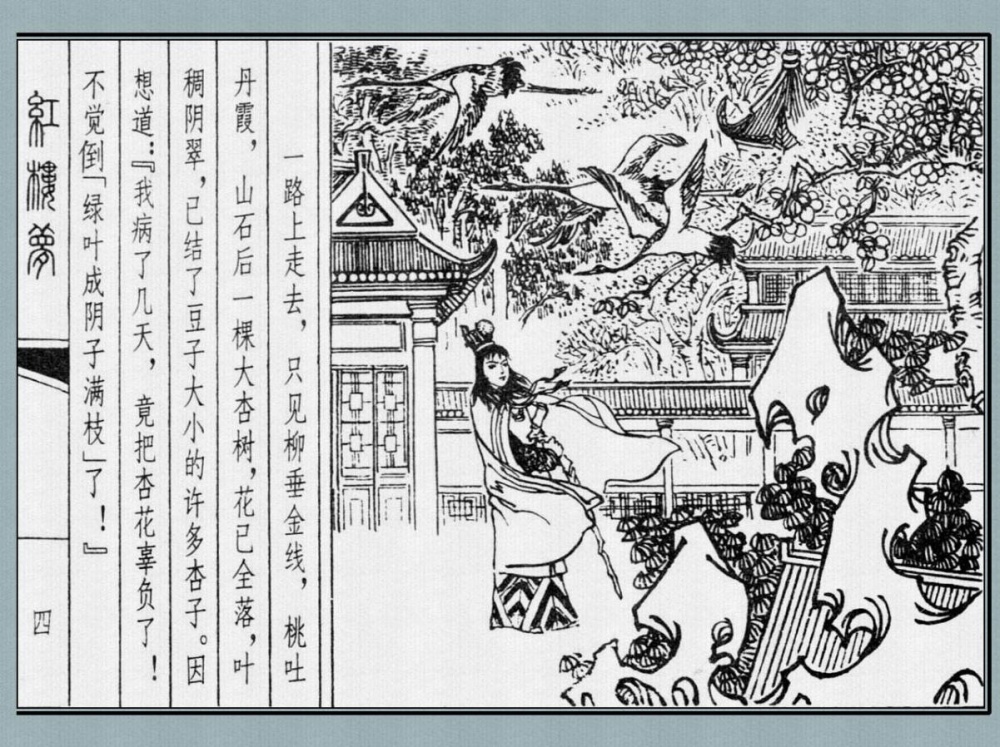 一路上走去，只见柳垂金线，桃吐
丹霞，山石后一棵大杏树，花已全落，叶
稠阴翠，已结了豆子大小的许多杏子。因
想道：『我病了几天，竟把杏花辜负了！
不觉倒「绿叶成阴子满枝」了！』
紅樓夢
四